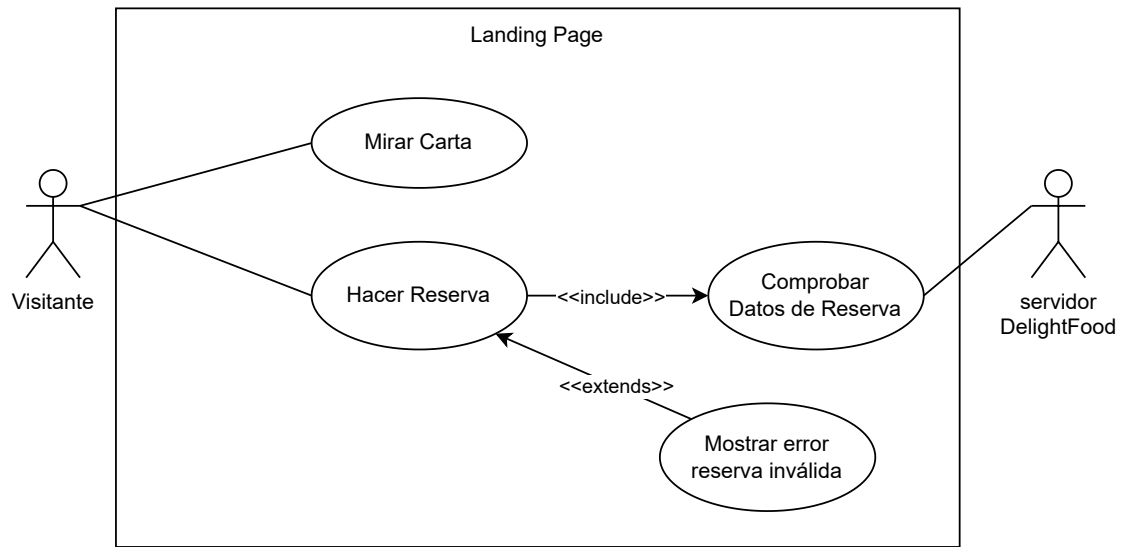 Landing Page
Mirar Carta
Visitante
Hacer Reserva
<<include>>
Comprobar
Datos de Reserva
servidor
DelightFood
<<extends>>
Mostrar error
reserva inválida